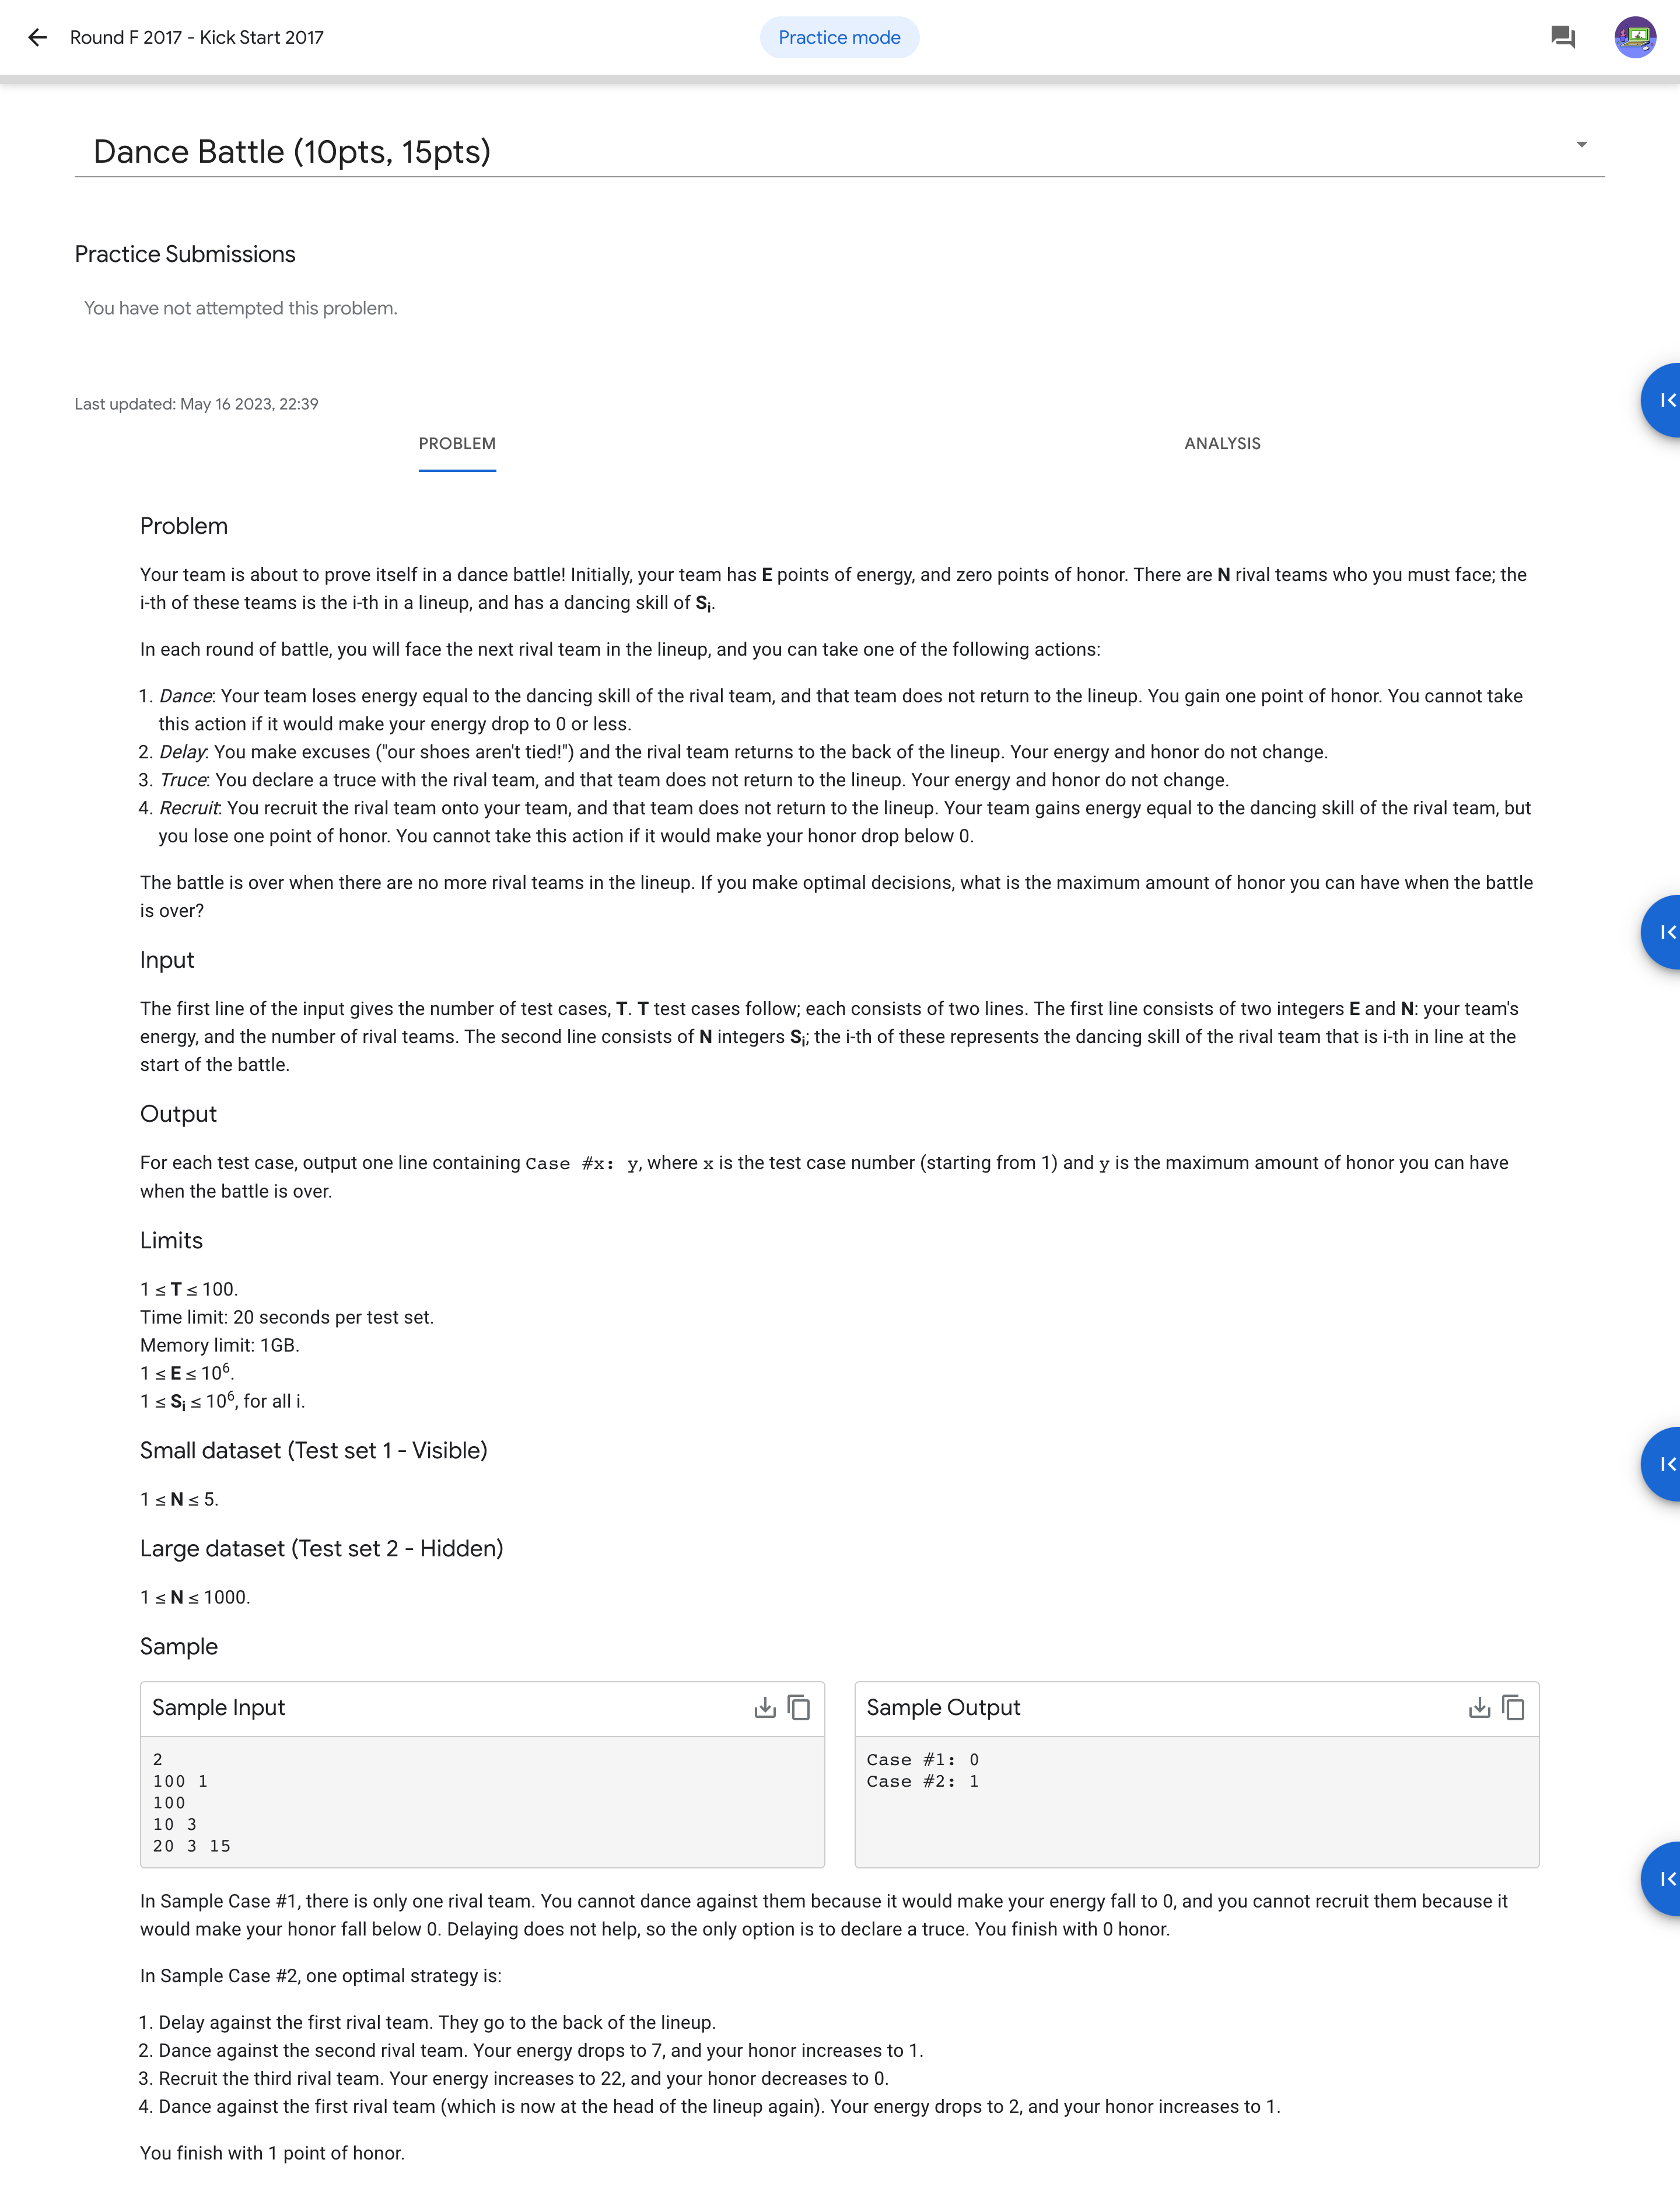 Round F 2017 - Kick Start 2017
Practice mode
Dance Battle (10pts, 15pts)
Practice Submissions
You have not attempted this problem.
Last updated: May 16 2023, 22:39
PROBLEM
ANALYSIS
Problem
Your team is about to prove itself in a dance battle! Initially, your team has E points of energy, and zero points of honor. There are N rival teams who you must face; the
i-th of these teams is the i-th in a lineup, and has a dancing skill of Si.
In each round of battle, you will face the next rival team in the lineup, and you can take one of the following actions:
1. Dance: Your team loses energy equal to the dancing skill of the rival team, and that team does not return to the lineup. You gain one point of honor. You cannot take
this action if it would make your energy drop to 0 or less.
2. Delay: You make excuses ("our shoes aren't tied!") and the rival team returns to the back of the lineup. Your energy and honor do not change.
3. Truce: You declare a truce with the rival team, and that team does not return to the lineup. Your energy and honor do not change.
4. Recruit: You recruit the rival team onto your team, and that team does not return to the lineup. Your team gains energy equal to the dancing skill of the rival team, but
you lose one point of honor. You cannot take this action if it would make your honor drop below 0.
The battle is over when there are no more rival teams in the lineup. If you make optimal decisions, what is the maximum amount of honor you can have when the battle
is over?
Input
The first line of the input gives the number of test cases, T. T test cases follow; each consists of two lines. The first line consists of two integers E and N: your team's
energy, and the number of rival teams. The second line consists of N integers Si; the i-th of these represents the dancing skill of the rival team that is i-th in line at the
start of the battle.
Output
For each test case, output one line containing Case #x: y, where x is the test case number (starting from 1) and y is the maximum amount of honor you can have
when the battle is over.
Limits
1 ≤ T ≤ 100.
Time limit: 20 seconds per test set.
Memory limit: 1GB.
1 ≤ E ≤ 10⁶.
1 ≤ Si ≤ 10⁶, for all i.
Small dataset (Test set 1 - Visible)
1 ≤ N ≤ 5.
Large dataset (Test set 2 - Hidden)
1 ≤ N ≤ 1000.
Sample
Sample Input
2
100 1
100
10 3
20 3 15
Sample Output
Case #1: 0
Case #2: 1
In Sample Case #1, there is only one rival team. You cannot dance against them because it would make your energy fall to 0, and you cannot recruit them because it
would make your honor fall below 0. Delaying does not help, so the only option is to declare a truce. You finish with 0 honor.
In Sample Case #2, one optimal strategy is:
1. Delay against the first rival team. They go to the back of the lineup.
2. Dance against the second rival team. Your energy drops to 7, and your honor increases to 1.
3. Recruit the third rival team. Your energy increases to 22, and your honor decreases to 0.
4. Dance against the first rival team (which is now at the head of the lineup again). Your energy drops to 2, and your honor increases to 1.
You finish with 1 point of honor.